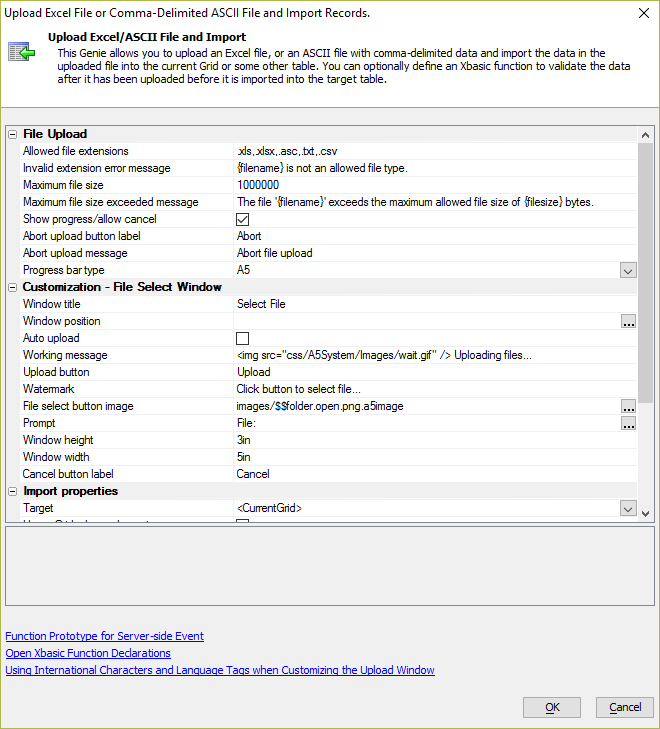 Upload Excel File or Comma-Delimited ASCII File and Import Records.
Upload Excel/ASCII File and Import
This Genie allows you to upload an Excel file, or an ASCII file with comma-delimited data and import the data in the
uploaded file into the current Grid or some other table. You can optionally define an Xbasic function to validate the data
after it has been uploaded before it is imported into the target table.
File Upload
Allowed file extensions .xls,.xlsx,.asc,.txt,.csv
Invalid extension error message {filename} is not an allowed file type.
Maximum file size 1000000
Maximum file size exceeded message The file '{filename}' exceeds the maximum allowed file size of {filesize} bytes.
Show progress/allow cancel
Abort upload button label Abort
Abort upload message Abort file upload
Progress bar type A5
Customization - File Select Window
Window title Select File
Window position ...
Auto upload
Working message <img src="css/A5System/Images/wait.gif" /> Uploading files...
Upload button Upload
Watermark Click button to select file...
File select button image images/$$folder.open.png.a5image ...
Prompt File: ...
Window height 3in
Window width 5in
Cancel button label Cancel
Import properties
Target <CurrentGrid>
Function Prototype for Server-side Event
Open Xbasic Function Declarations
Using International Characters and Language Tags when Customizing the Upload Window
OK Cancel